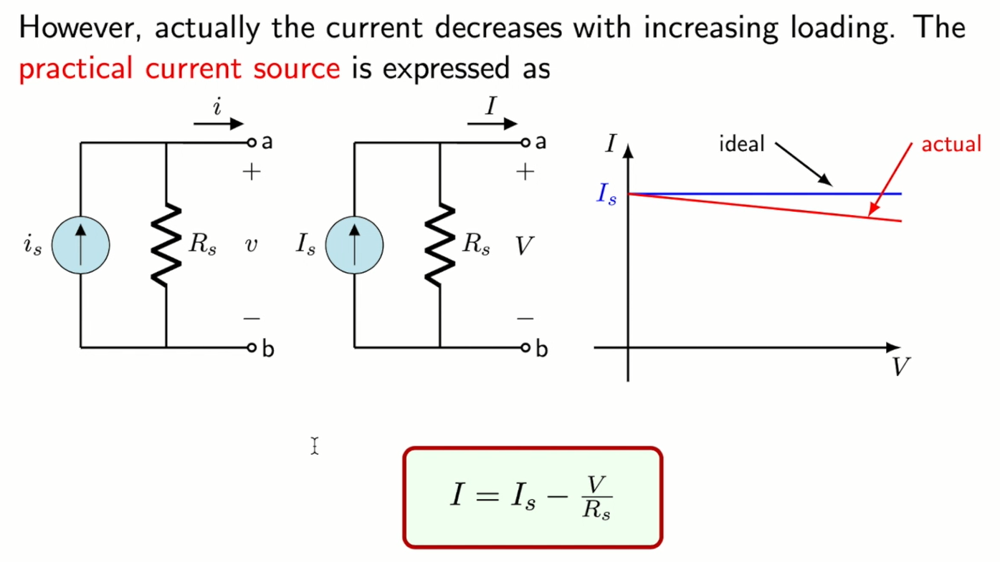 However, actually the current decreases with increasing loading. The
practical current source is expressed as
i
a
+
i_s
R_s
v
−
b
I
a
+
I_s
R_s
V
−
b
I
I_s
ideal
actual
V
I = I_s − V/R_s